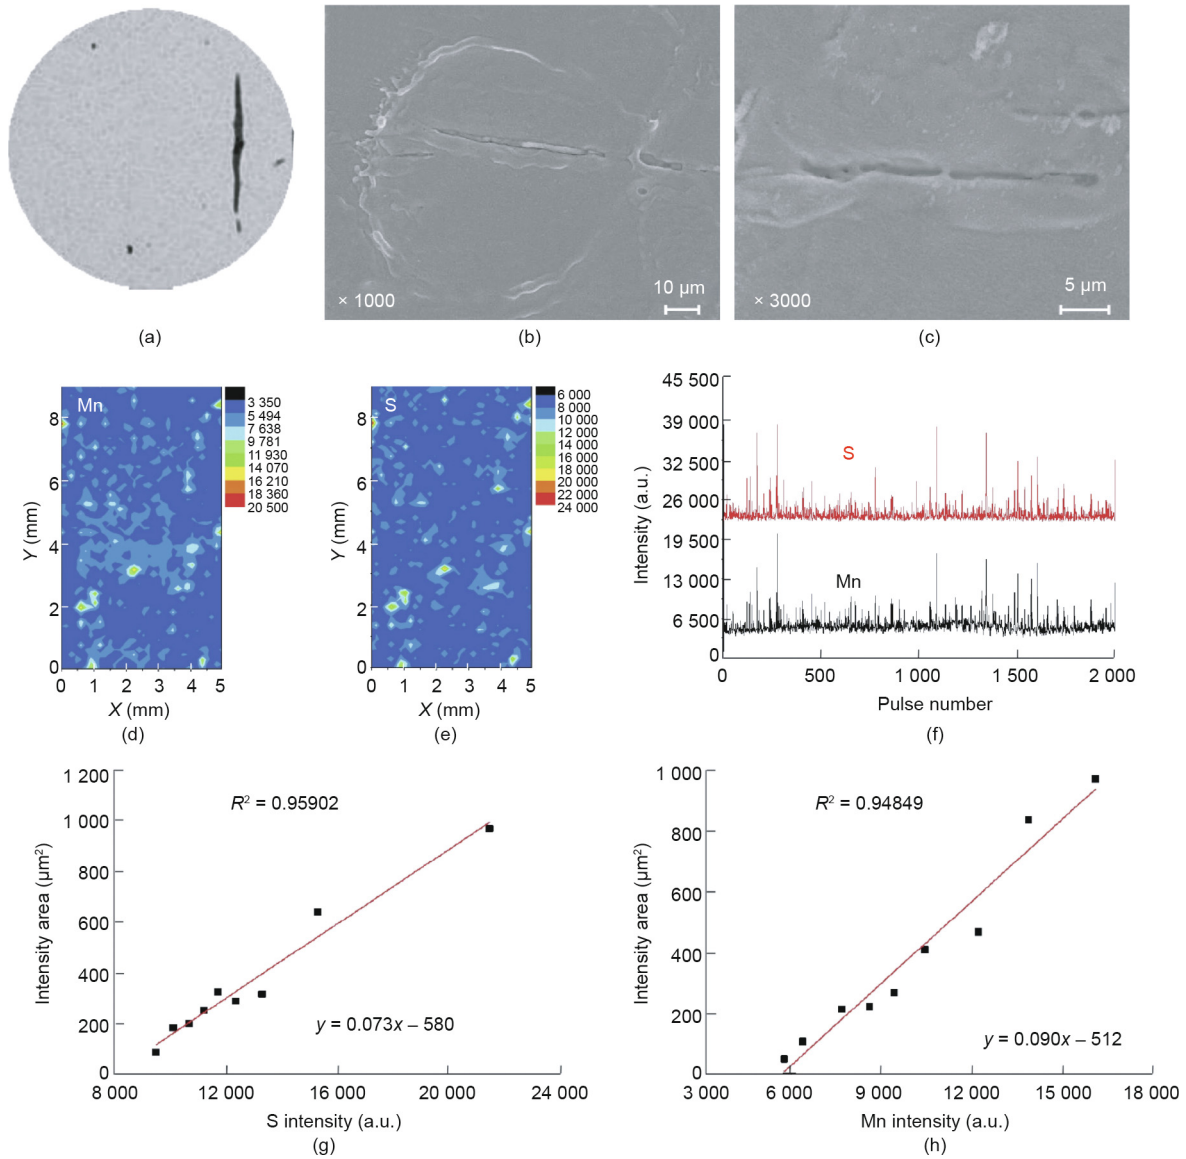 × 1000
10 µm
× 3000
5 µm
(a)
(b)
(c)
Mn
8
6
4
2
0
0
1
2
3
4
5
Y (mm)
X (mm)
3 350
5 494
7 638
9 781
11 930
14 070
16 210
18 360
20 500
(d)
S
8
6
4
2
0
0
1
2
3
4
5
Y (mm)
X (mm)
6 000
8 000
10 000
12 000
14 000
16 000
18 000
20 000
22 000
24 000
(e)
45 500
39 000
32 500
26 000
19 500
13 000
6 500
0
Intensity (a.u.)
S
Mn
0
500
1 000
1 500
2 000
Pulse number
(f)
1 200
1 000
800
600
400
200
0
Intensity area (µm²)
R² = 0.95902
y = 0.073x – 580
8 000
12 000
16 000
20 000
24 000
S intensity (a.u.)
(g)
1 000
800
600
400
200
0
Intensity area (µm²)
R² = 0.94849
y = 0.090x – 512
3 000
6 000
9 000
12 000
15 000
18 000
Mn intensity (a.u.)
(h)